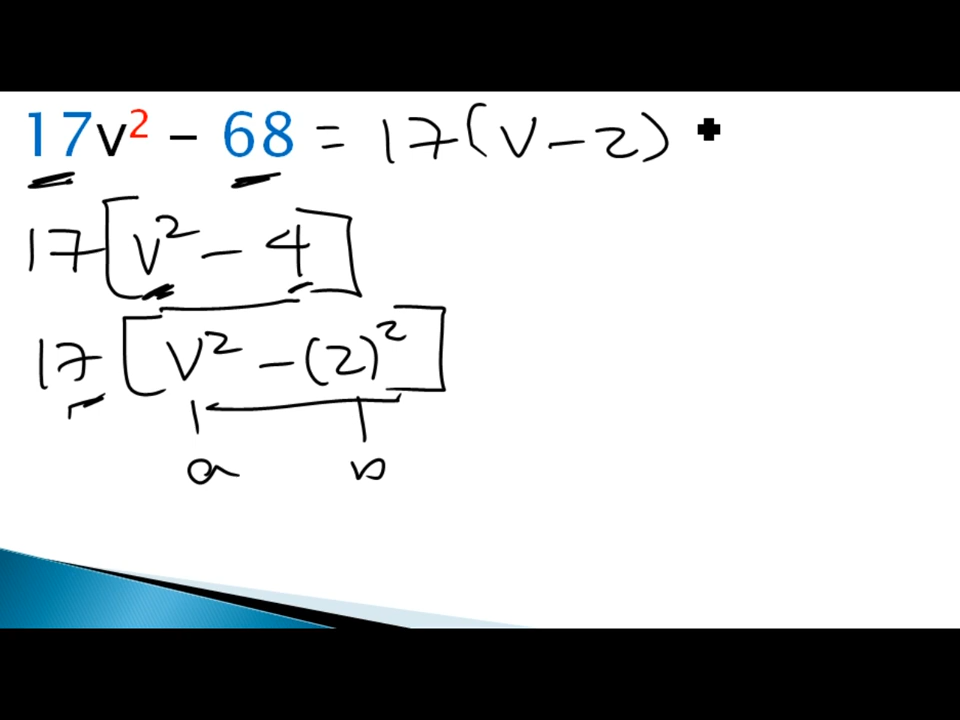 17v² – 68 = 17(v – 2)
17[v² – 4]
17[v² – (2)²]
a b